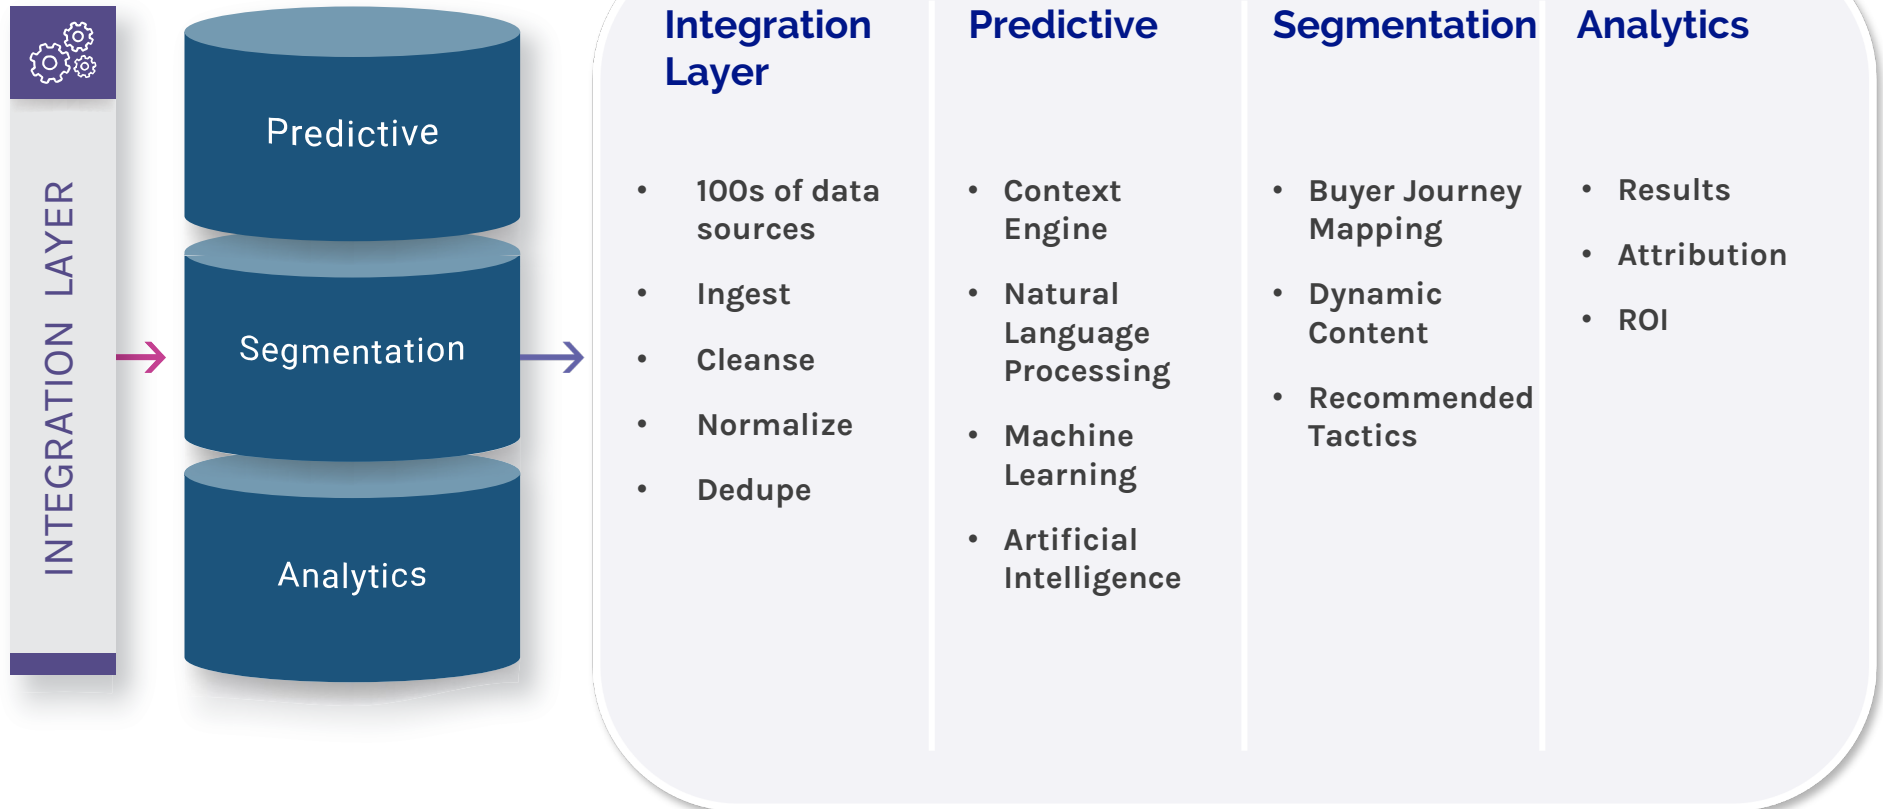 INTEGRATION LAYER
Predictive
Segmentation
Analytics
Integration
Layer
• 100s of data
sources
• Ingest
• Cleanse
• Normalize
• Dedupe
Predictive
• Context
Engine
• Natural
Language
Processing
• Machine
Learning
• Artificial
Intelligence
Segmentation
• Buyer Journey
Mapping
• Dynamic
Content
• Recommended
Tactics
Analytics
• Results
• Attribution
• ROI